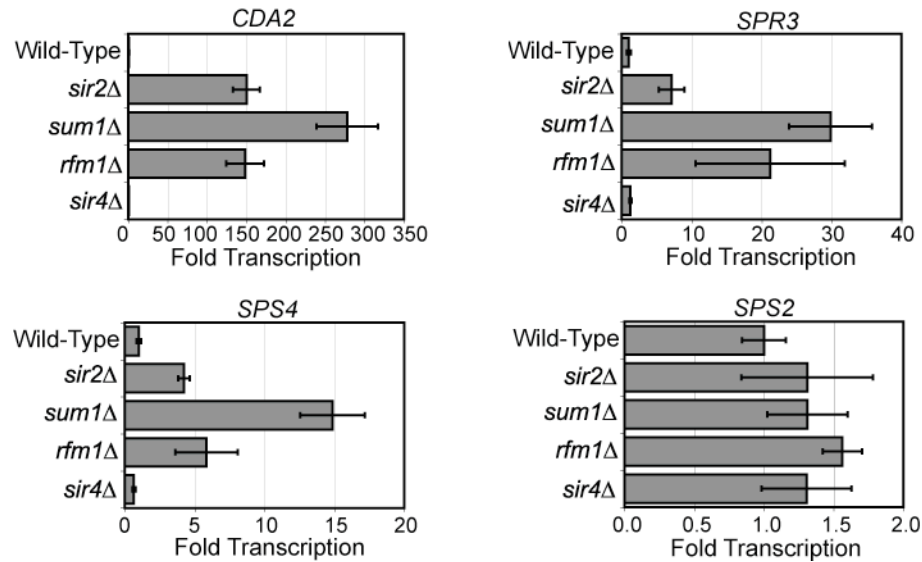 CDA2
Wild-Type
sir2Δ
sum1Δ
rfm1Δ
sir4Δ
0 50 100 150 200 250 300 350
Fold Transcription
SPR3
Wild-Type
sir2Δ
sum1Δ
rfm1Δ
sir4Δ
0 10 20 30 40
Fold Transcription
SPS4
Wild-Type
sir2Δ
sum1Δ
rfm1Δ
sir4Δ
0 5 10 15 20
Fold Transcription
SPS2
Wild-Type
sir2Δ
sum1Δ
rfm1Δ
sir4Δ
0.0 0.5 1.0 1.5 2.0
Fold Transcription